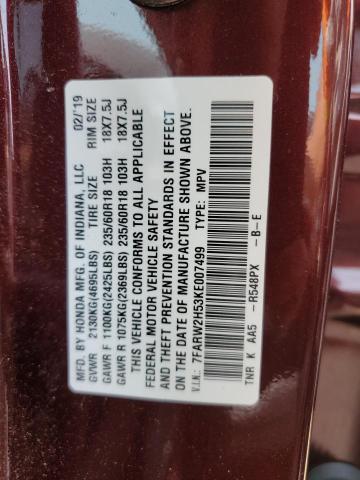 MFD. BY HONDA MFG. OF INDIANA, LLC 02/'19
GVWR 2130KG(4695LBS) TIRE SIZE RIM SIZE
GAWR F 1100KG(2425LBS) 235/60R18 103H 18X7.5J
GAWR R 1075KG(2369LBS) 235/60R18 103H 18X7.5J
THIS VEHICLE CONFORMS TO ALL APPLICABLE
FEDERAL MOTOR VEHICLE SAFETY
AND THEFT PREVENTION STANDARDS IN EFFECT
ON THE DATE OF MANUFACTURE SHOWN ABOVE.
V.I.N.: 7FARW2H53KE007499 TYPE: MPV
TNR K AA5 -R548PX -B-E